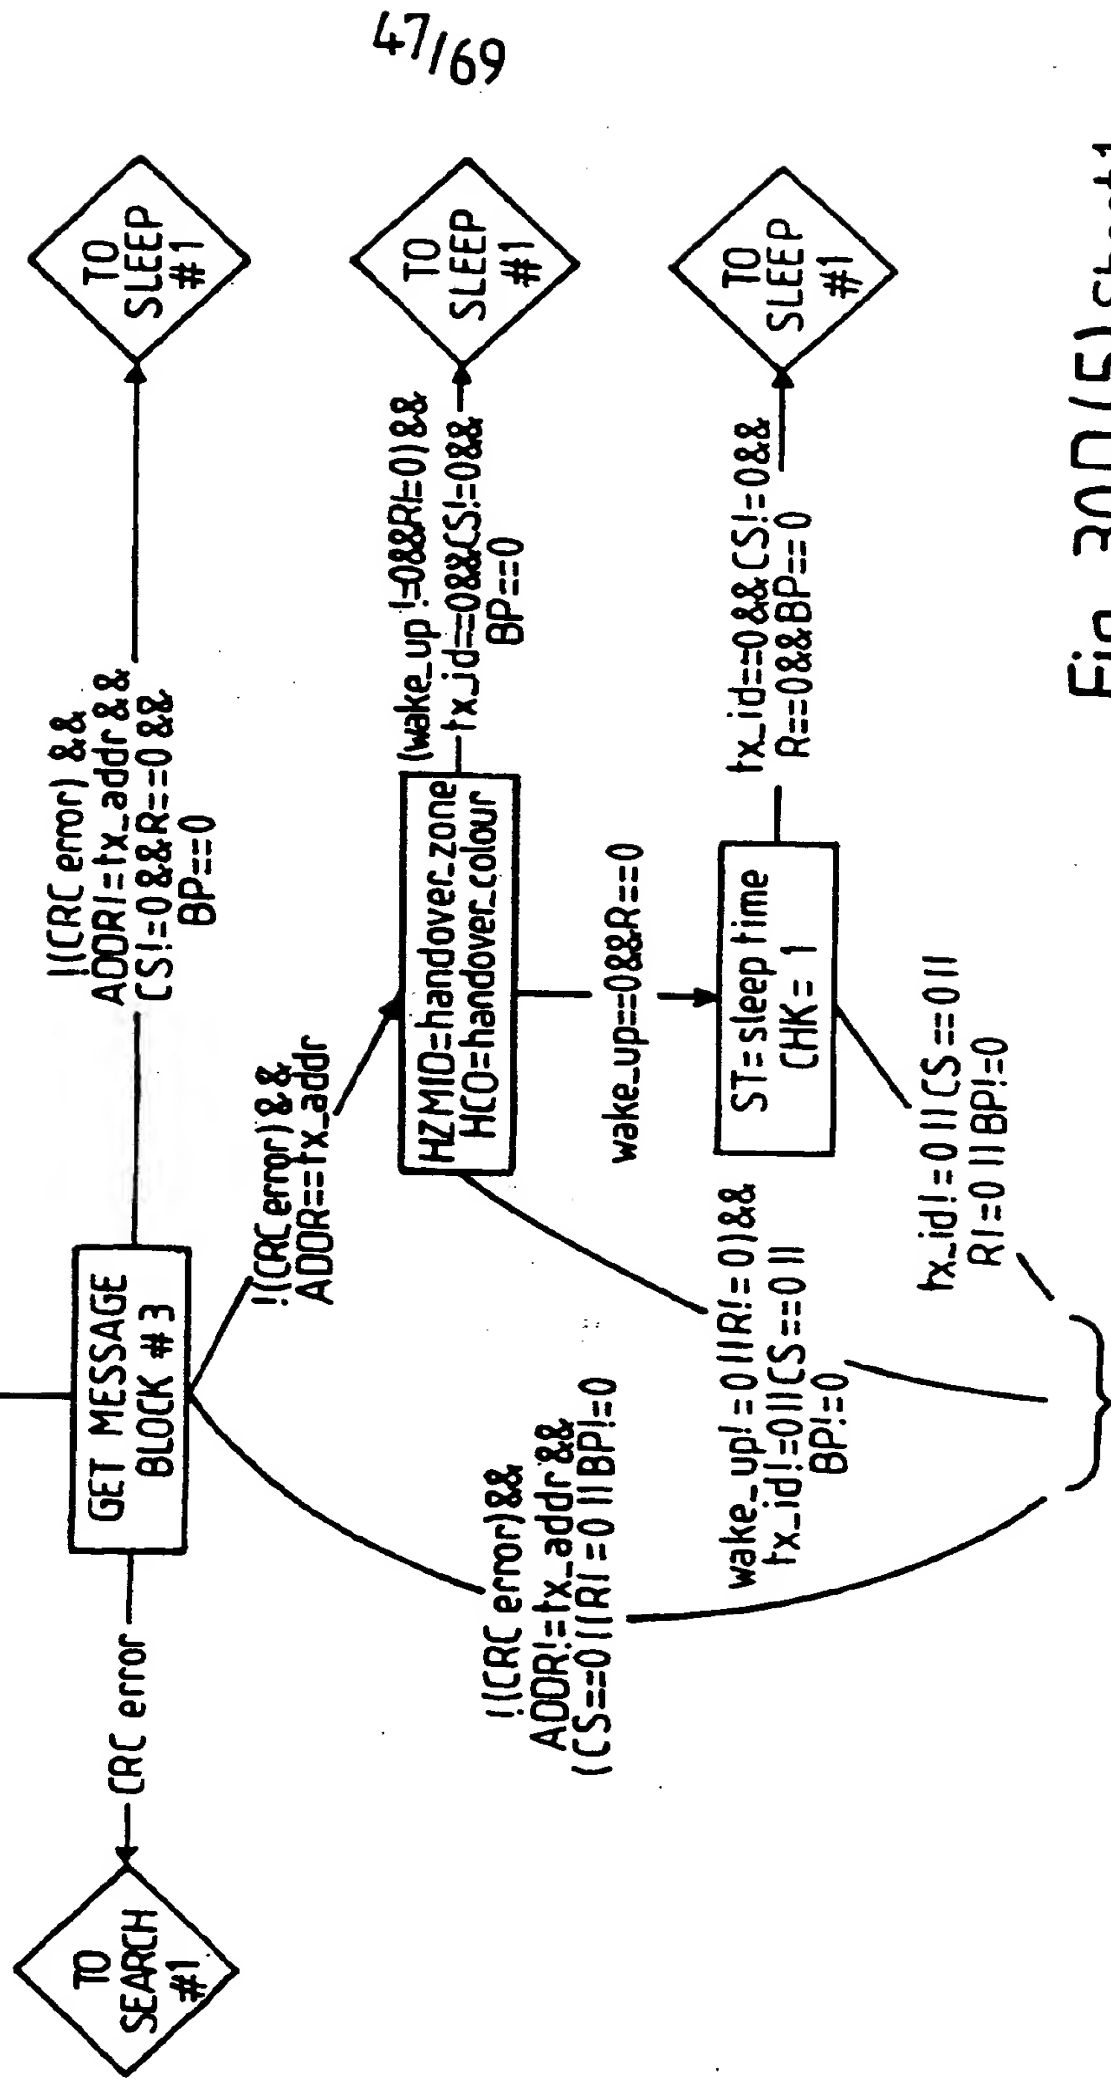 47/69
TO
SEARCH
#1
CRC error
GET MESSAGE
BLOCK #3
!(CRC error) &&
ADDR!=tx_addr &&
CS!=0&&R==0&&
BP==0
TO
SLEEP
#1
!(CRC error)&&
ADDR==tx_addr
HZMID=handover_zone
HCO=handover_colour
(wake_up!=0&&R!=0)&&
tx_id==0&&CS!=0&&
BP==0
TO
SLEEP
#1
!(CRC error)&&
ADDR!=tx_addr&&
(CS==0||R!=0||BP!=0
wake_up==0&&R==0
ST=sleep time
CHK=1
tx_id==0&&CS!=0&&
R==0&&BP==0
TO
SLEEP
#1
wake_up!=0||R!=0)&&
tx_id!=0||CS==0||
BP!=0
tx_id!=0||CS==0||
R!=0||BP!=0
Fig. 30D(5) Sheet1